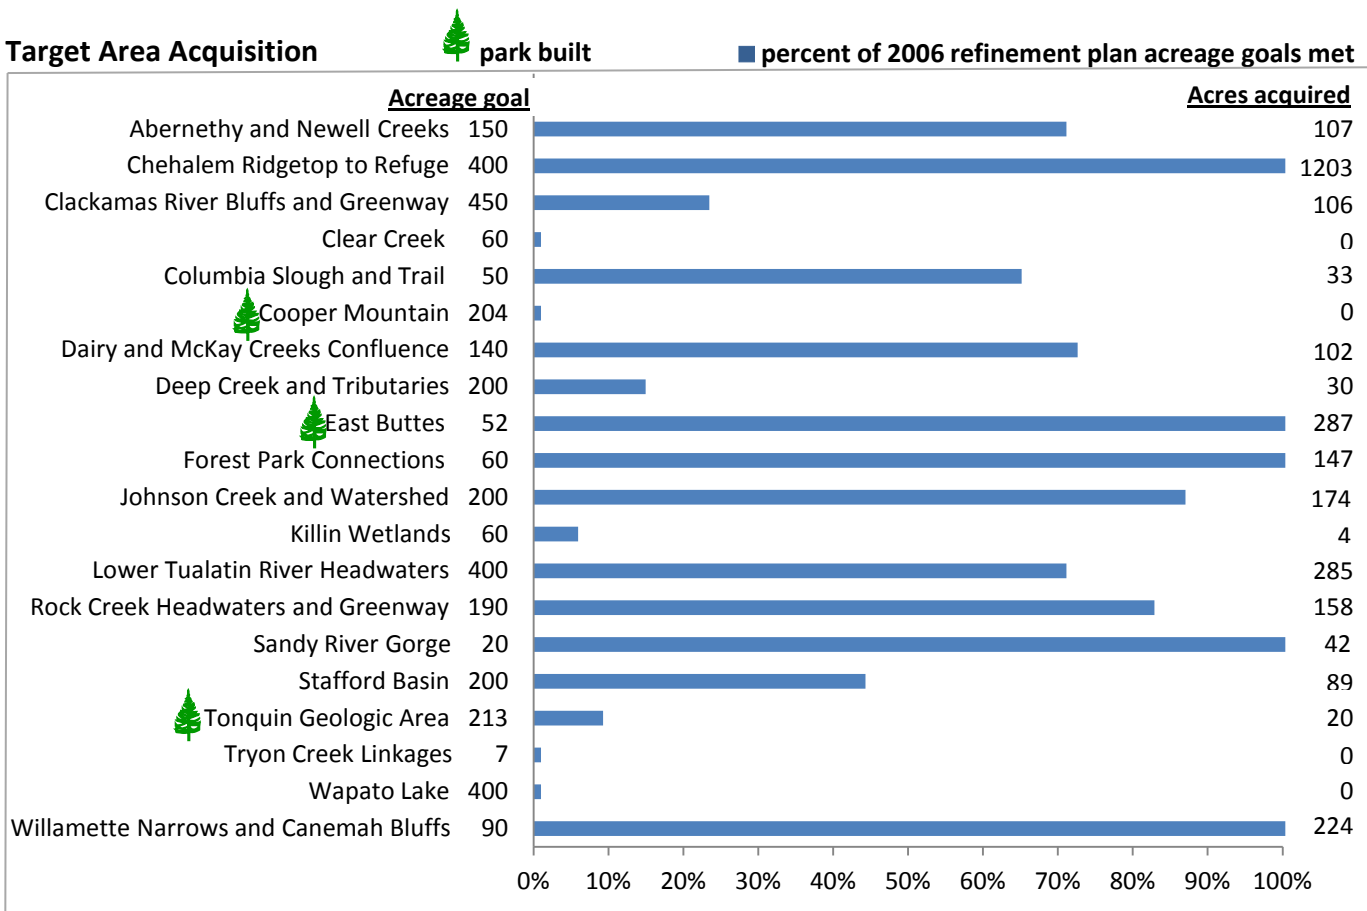 Target Area Acquisition park built percent of 2006 refinement plan acreage goals met
Acreage goal Acres acquired
Abernethy and Newell Creeks 150 107
Chehalem Ridgetop to Refuge 400 1203
Clackamas River Bluffs and Greenway 450 106
Clear Creek 60 0
Columbia Slough and Trail 50 33
Cooper Mountain 204 0
Dairy and McKay Creeks Confluence 140 102
Deep Creek and Tributaries 200 30
East Buttes 52 287
Forest Park Connections 60 147
Johnson Creek and Watershed 200 174
Killin Wetlands 60 4
Lower Tualatin River Headwaters 400 285
Rock Creek Headwaters and Greenway 190 158
Sandy River Gorge 20 42
Stafford Basin 200 89
Tonquin Geologic Area 213 20
Tryon Creek Linkages 7 0
Wapato Lake 400 0
Willamette Narrows and Canemah Bluffs 90 224
0% 10% 20% 30% 40% 50% 60% 70% 80% 90% 100%